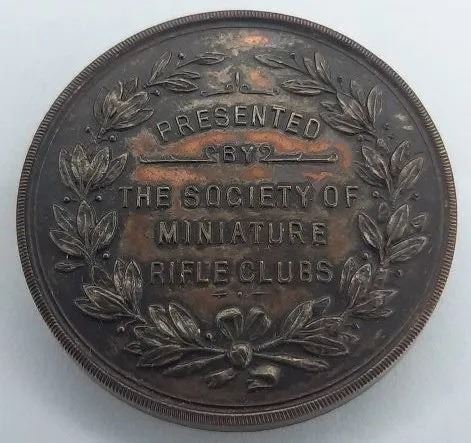 PRESENTED
BY
THE SOCIETY OF
MINIATURE
RIFLE CLUBS